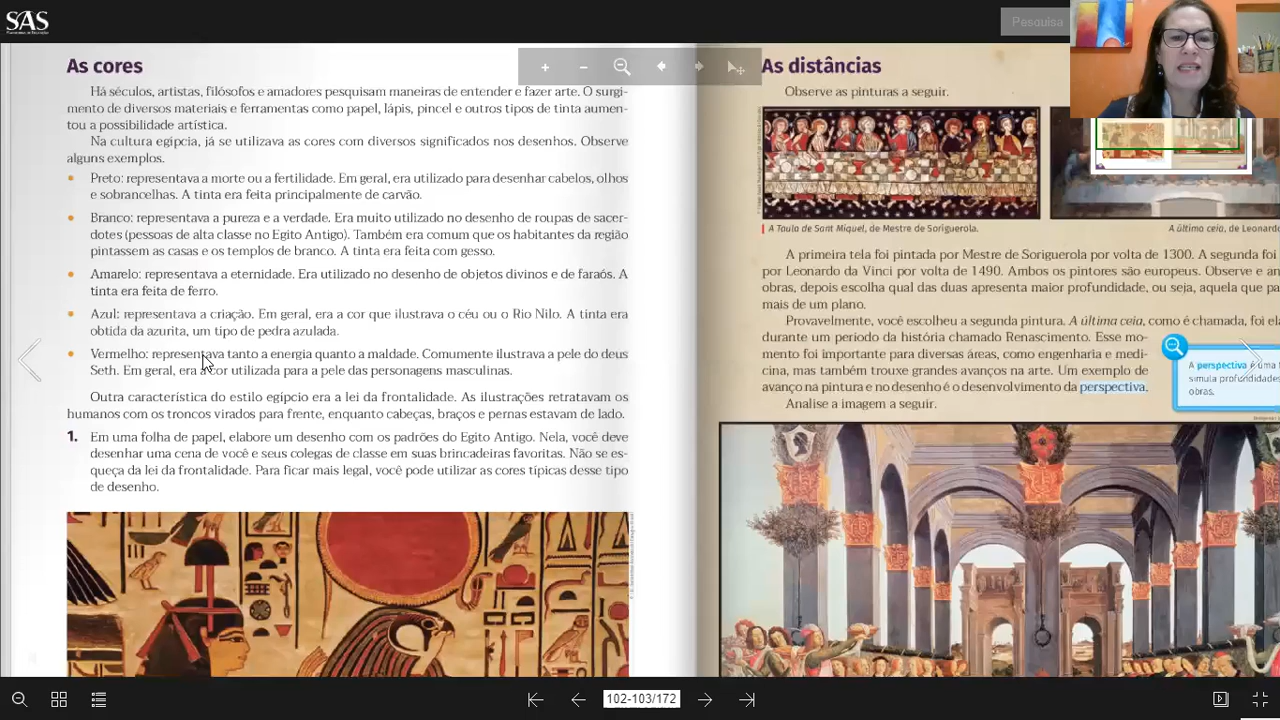 SAS
Pesquisa
As cores
Há séculos, artistas, filósofos e amadores pesquisam maneiras de entender e fazer arte. O surgi-
mento de diversos materiais e ferramentas como papel, lápis, pincel e outros tipos de tinta aumen-
tou a possibilidade artística.
Na cultura egípcia, já se utilizava as cores com diversos significados nos desenhos. Observe
alguns exemplos.
Preto: representava a morte ou a fertilidade. Em geral, era utilizado para desenhar cabelos, olhos
e sobrancelhas. A tinta era feita principalmente de carvão.
Branco: representava a pureza e a verdade. Era muito utilizado no desenho de roupas de sacer-
dotes (pessoas de alta classe no Egito Antigo). Também era comum que os habitantes da região
pintassem as casas e os templos de branco. A tinta era feita com gesso.
Amarelo: representava a eternidade. Era utilizado no desenho de objetos divinos e de faraós. A
tinta era feita de ferro.
Azul: representava a criação. Em geral, era a cor que ilustrava o céu ou o Rio Nilo. A tinta era
obtida da azurita, um tipo de pedra azulada.
Vermelho: representava tanto a energia quanto a maldade. Comumente ilustrava a pele do deus
Seth. Em geral, era a cor utilizada para a pele das personagens masculinas.
Outra característica do estilo egípcio era a lei da frontalidade. As ilustrações retratavam os
humanos com os troncos virados para frente, enquanto cabeças, braços e pernas estavam de lado.
1. Em uma folha de papel, elabore um desenho com os padrões do Egito Antigo. Nela, você deve
desenhar uma cena de você e seus colegas de classe em suas brincadeiras favoritas. Não se es-
queça da lei da frontalidade. Para ficar mais legal, você pode utilizar as cores típicas desse tipo
de desenho.
As distâncias
Observe as pinturas a seguir.
A Taula de Sant Miquel, de Mestre de Soriguerola.
A última ceia, de Leonardo
A primeira tela foi pintada por Mestre de Soriguerola por volta de 1300. A segunda foi
por Leonardo da Vinci por volta de 1490. Ambos os pintores são europeus. Observe e an
obras, depois escolha qual das duas apresenta maior profundidade, ou seja, aquela que pa
mais de um plano.
Provavelmente, você escolheu a segunda pintura. A última ceia, como é chamada, foi ela
durante um período da história chamado Renascimento. Esse mo-
mento foi importante para diversas áreas, como engenharia e medi-
cina, mas também trouxe grandes avanços na arte. Um exemplo de
avanço na pintura e no desenho é o desenvolvimento da perspectiva.
Analise a imagem a seguir.
A perspectiva é uma
simula profundidade
obras.
102-103/172